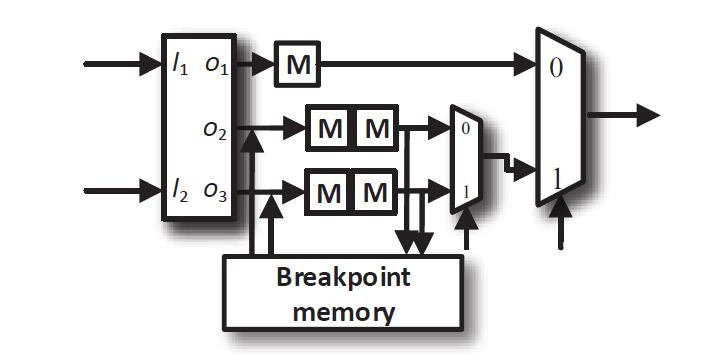 I₁ o₁ M 0
o₂ M M 0
I₂ o₃ M M 1 1
Breakpoint
memory